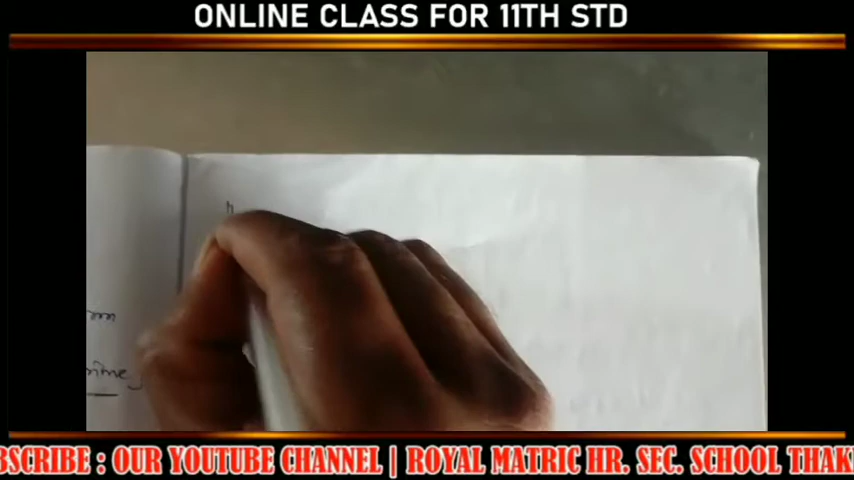 ONLINE CLASS FOR 11TH STD
BSCRIBE : OUR YOUTUBE CHANNEL | ROYAL MATRIC HR. SEC. SCHOOL THAK